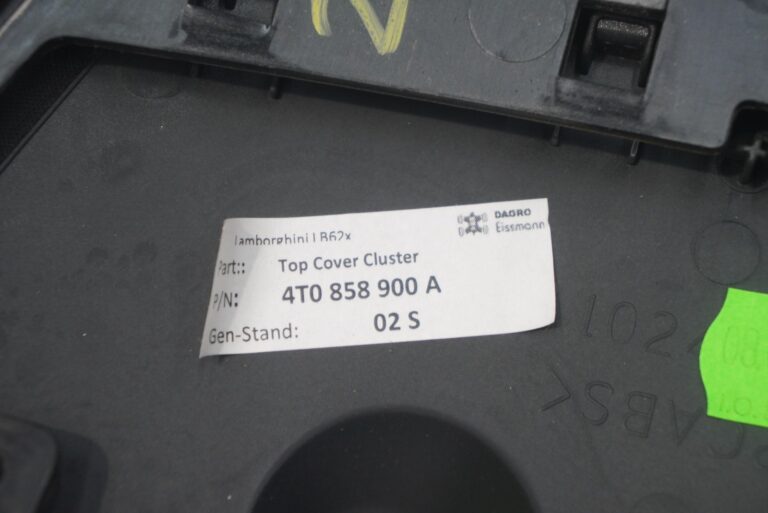 Z
Lamborghini LB62x
DAGRO
Eissmann
Part:: Top Cover Cluster
P/N: 4T0 858 900 A
Gen-Stand: 02 S